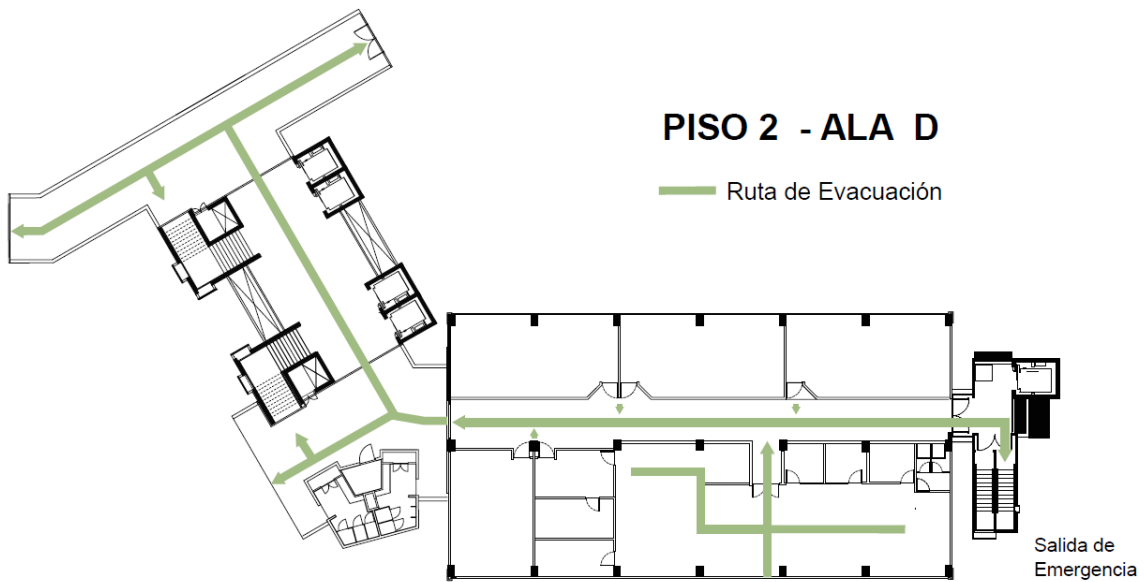 PISO 2 - ALA D
Ruta de Evacuación
Salida de
Emergencia